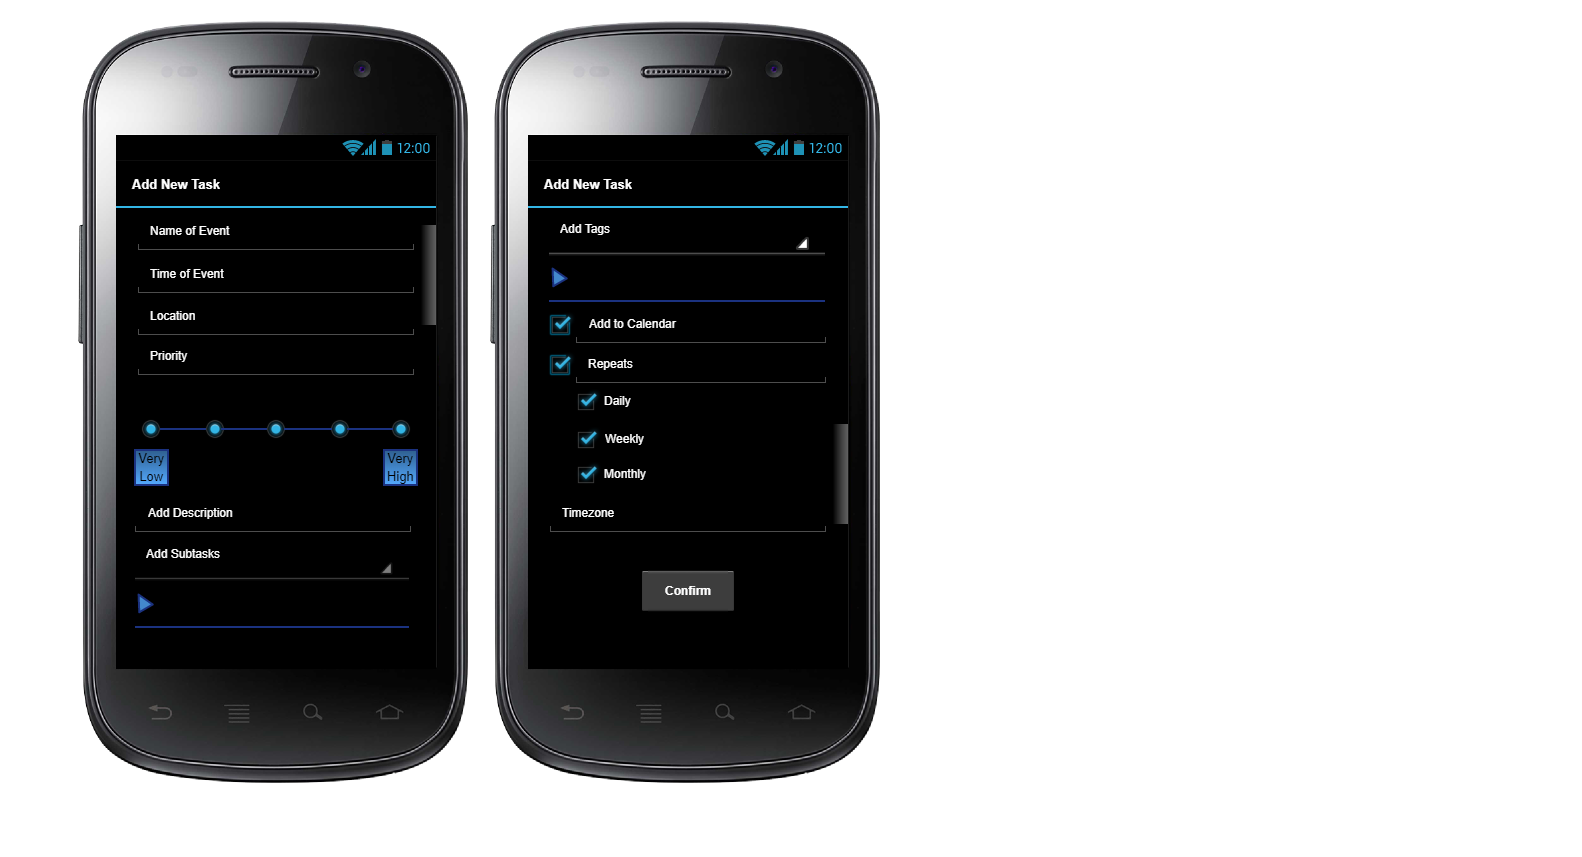 12:00
Add New Task
Name of Event
Time of Event
Location
Priority
Very
Low
Very
High
Add Description
Add Subtasks
12:00
Add New Task
Add Tags
Add to Calendar
Repeats
Daily
Weekly
Monthly
Timezone
Confirm